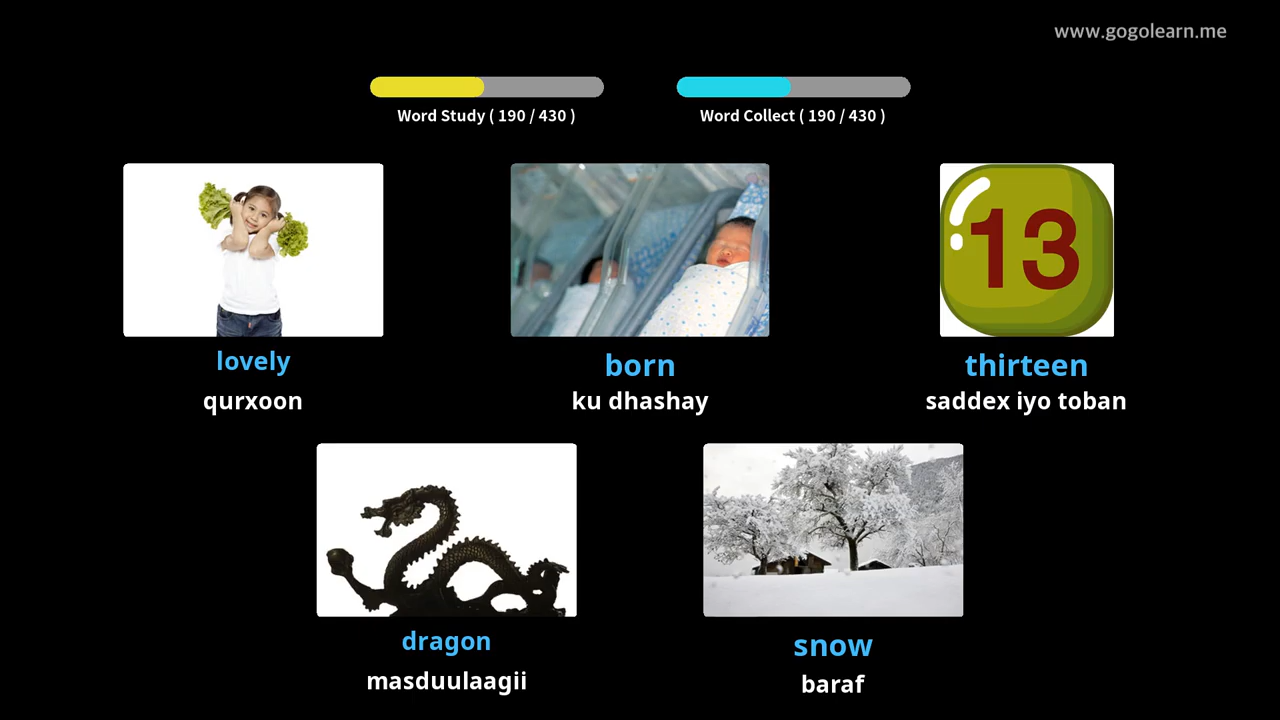 www.gogolearn.me
Word Study ( 190 / 430 )
Word Collect ( 190 / 430 )
13
lovely
qurxoon
born
ku dhashay
thirteen
saddex iyo toban
dragon
masduulaagii
snow
baraf